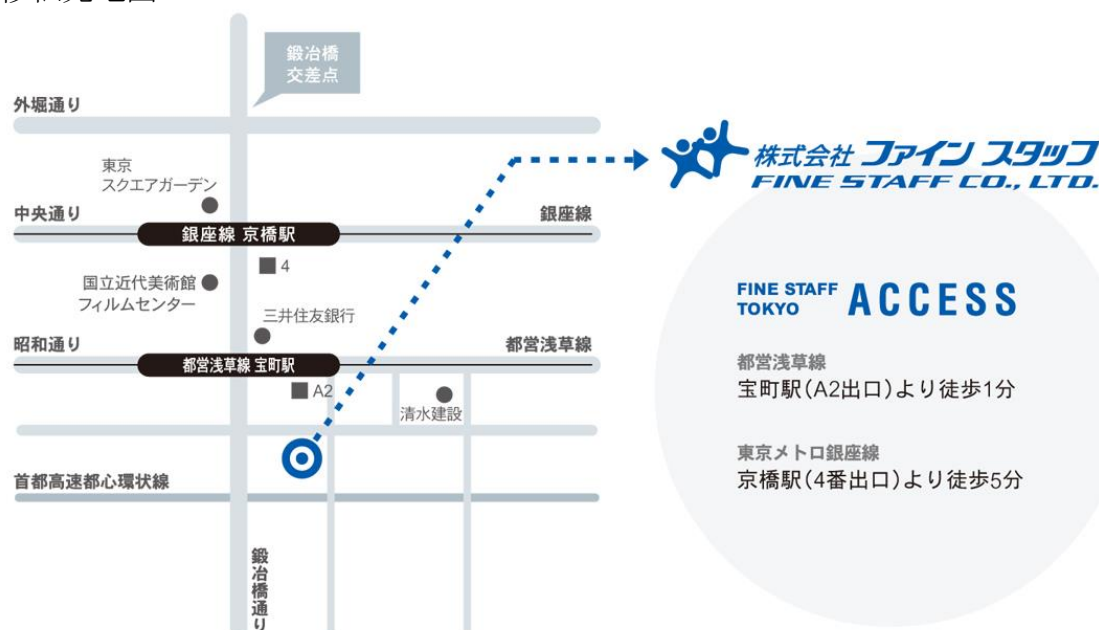 鍛冶橋
交差点
外堀通り
東京
スクエアガーデン
中央通り
銀座線
銀座線 京橋駅
4
国立近代美術館
フィルムセンター
三井住友銀行
昭和通り
都営浅草線
都営浅草線 宝町駅
A2
清水建設
首都高速都心環状線
鍛冶橋通り
株式会社 ファイン スタッフ
FINE STAFF CO., LTD.
FINE STAFF
TOKYO
ACCESS
都営浅草線
宝町駅(A2出口)より徒歩1分
東京メトロ銀座線
京橋駅(4番出口)より徒歩5分